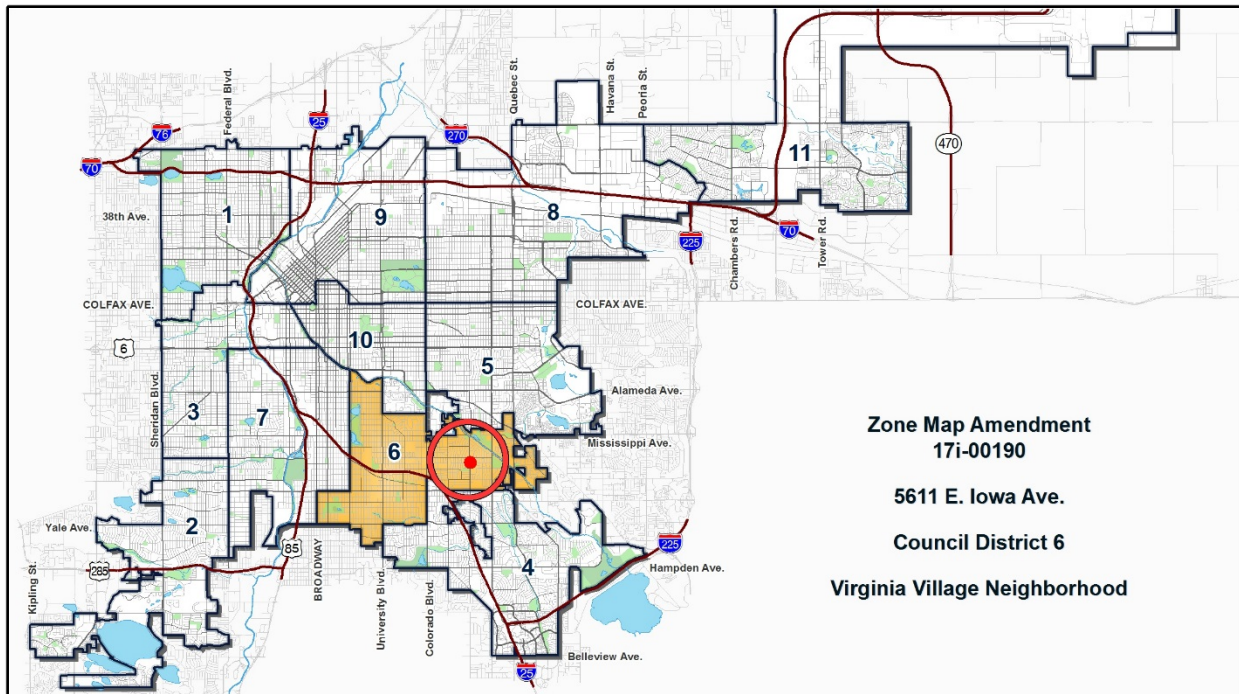 Federal Blvd.
Quebec St.
Havana St.
Peoria St.
76
25
270
70
470
11
1
9
8
38th Ave.
225
Chambers Rd.
70
Tower Rd.
COLFAX AVE.
COLFAX AVE.
10
6
5
Sheridan Blvd.
Alameda Ave.
3
7
6
Mississippi Ave.
Zone Map Amendment
17i-00190
5611 E. Iowa Ave.
Council District 6
Virginia Village Neighborhood
2
Yale Ave.
85
BROADWAY
University Blvd.
Colorado Blvd.
4
225
Hampden Ave.
285
Kipling St.
Belleview Ave.
25